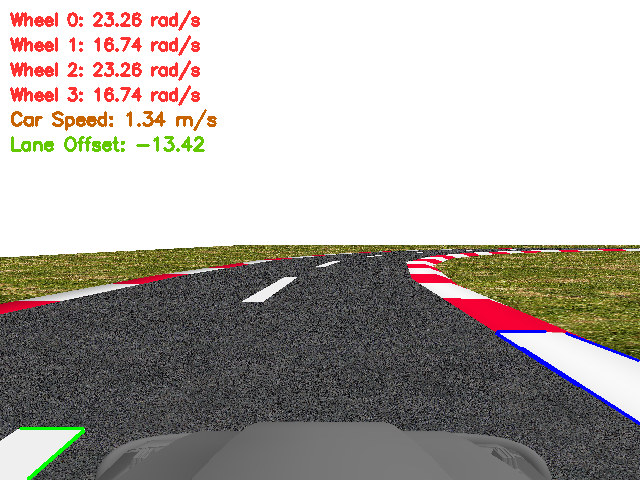 Wheel 0: 23.26 rad/s
Wheel 1: 16.74 rad/s
Wheel 2: 23.26 rad/s
Wheel 3: 16.74 rad/s
Car Speed: 1.34 m/s
Lane Offset: -13.42